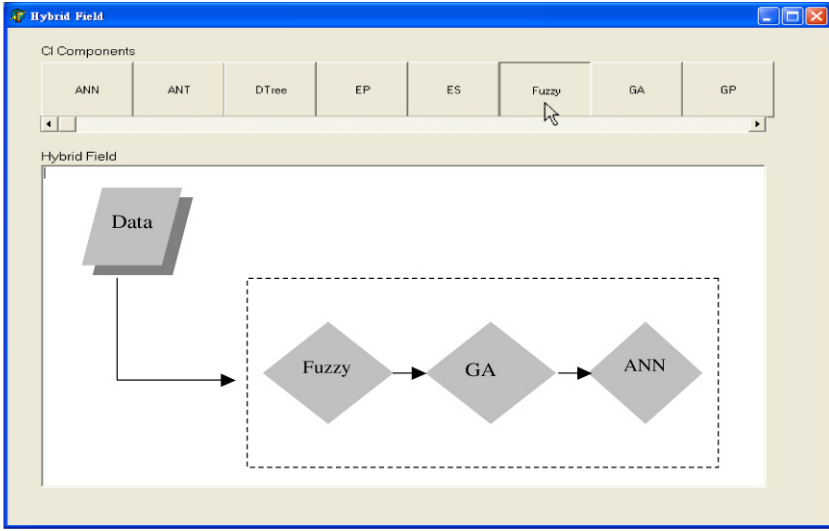 Hybrid Field
CI Components
ANN ANT DTree EP ES Fuzzy GA GP
Hybrid Field
Data
Fuzzy GA ANN